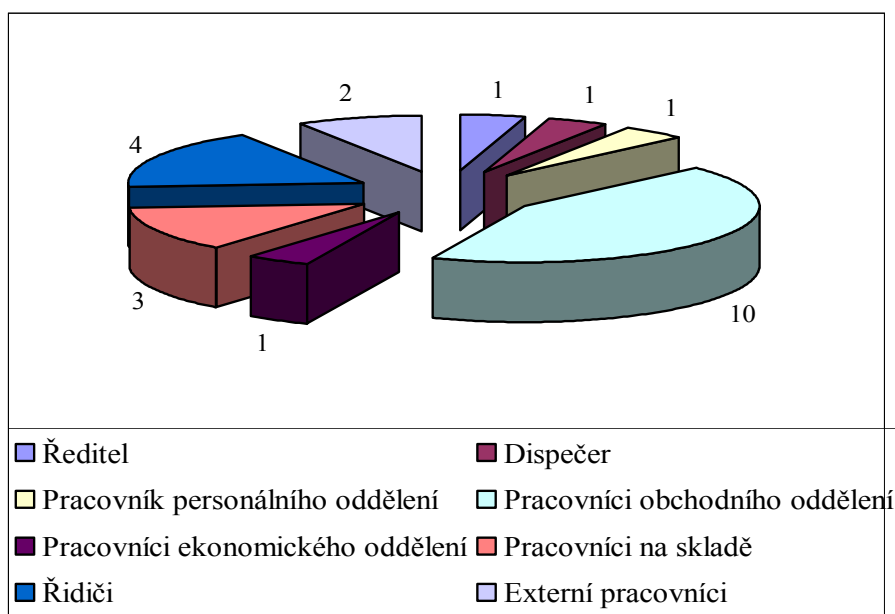 2
1
1
1
4
10
3
1
Ředitel
Dispečer
Pracovník personálního oddělení
Pracovníci obchodního oddělení
Pracovníci ekonomického oddělení
Pracovníci na skladě
Řidiči
Externí pracovníci